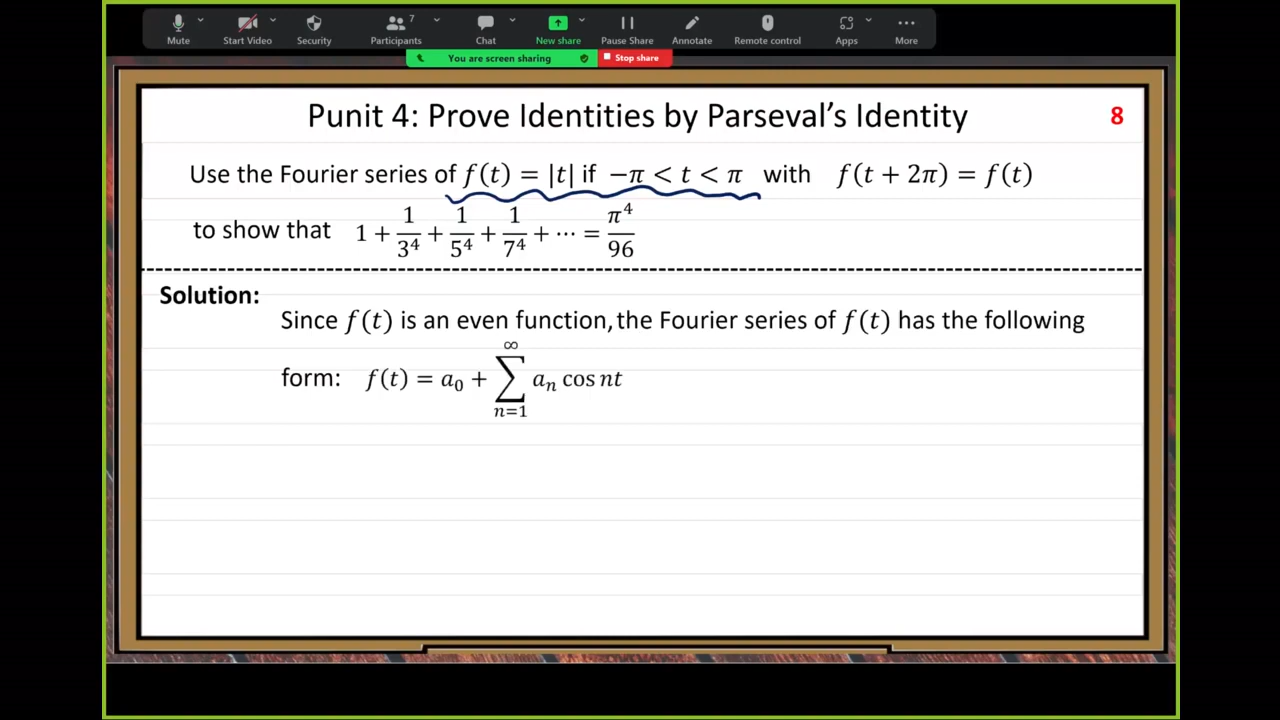 7
Mute Start Video Security Participants Chat New share Pause Share Annotate Remote control Apps More
You are screen sharing Stop share
Punit 4: Prove Identities by Parseval's Identity 8
Use the Fourier series of f(t) = |t| if −π < t < π with f(t + 2π) = f(t)
to show that 1 + 1/3⁴ + 1/5⁴ + 1/7⁴ + ⋯ = π⁴/96
Solution:
Since f(t) is an even function, the Fourier series of f(t) has the following
form: f(t) = a₀ + ∑_{n=1}^{∞} aₙ cos nt